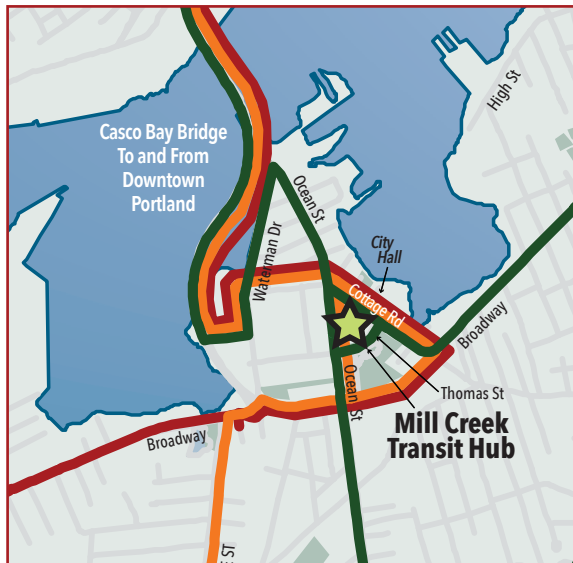 High St
Casco Bay Bridge
To and From
Downtown
Portland
Ocean St
Waterman Dr
City
Hall
Cottage Rd
Broadway
Thomas St
Ocean St
Mill Creek
Transit Hub
Broadway
ST